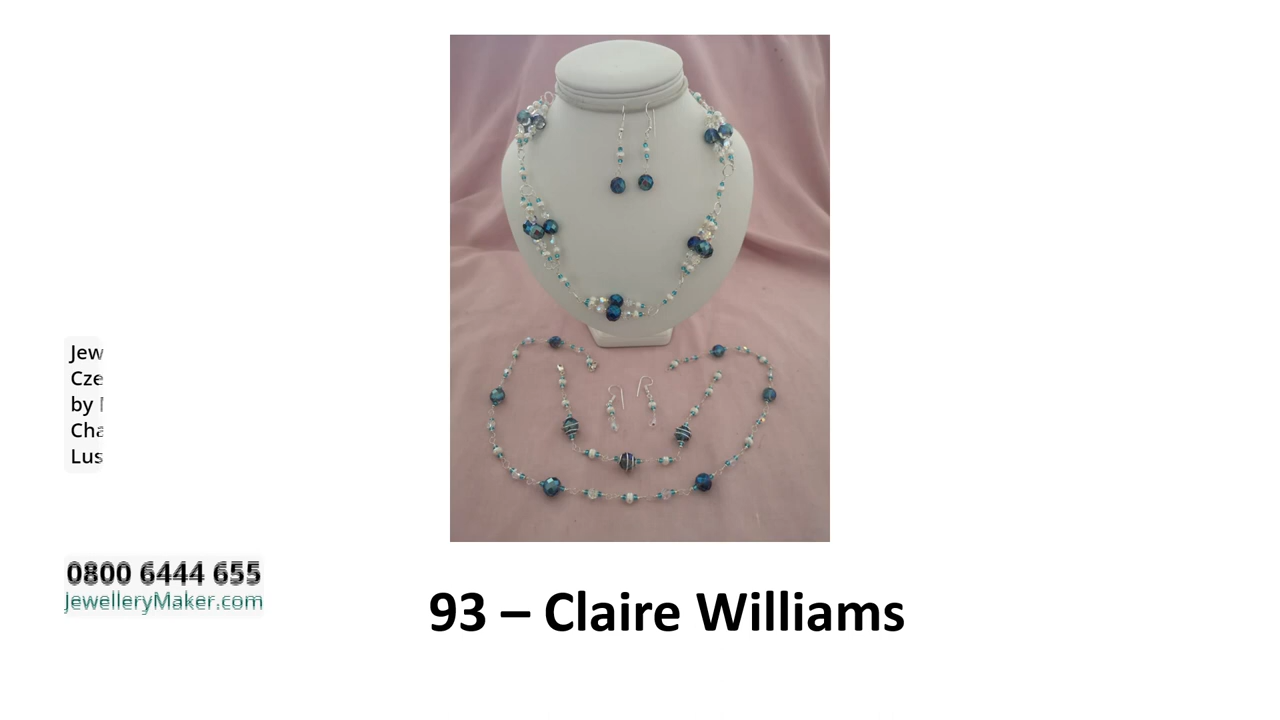 Jew
Cze
by
Cha
Lus
0800 6444 655
JewelleryMaker.com
93 – Claire Williams